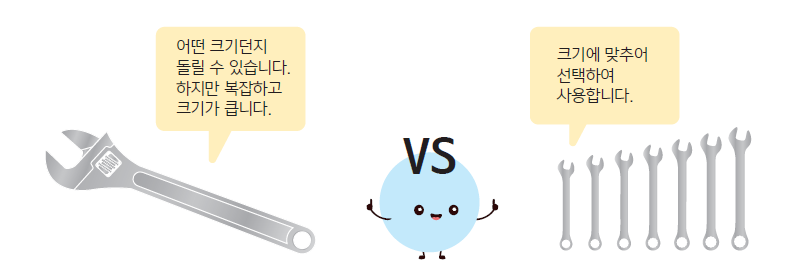 어떤 크기던지
돌릴 수 있습니다.
하지만 복잡하고
크기가 큽니다.
VS
크기에 맞추어
선택하여
사용합니다.